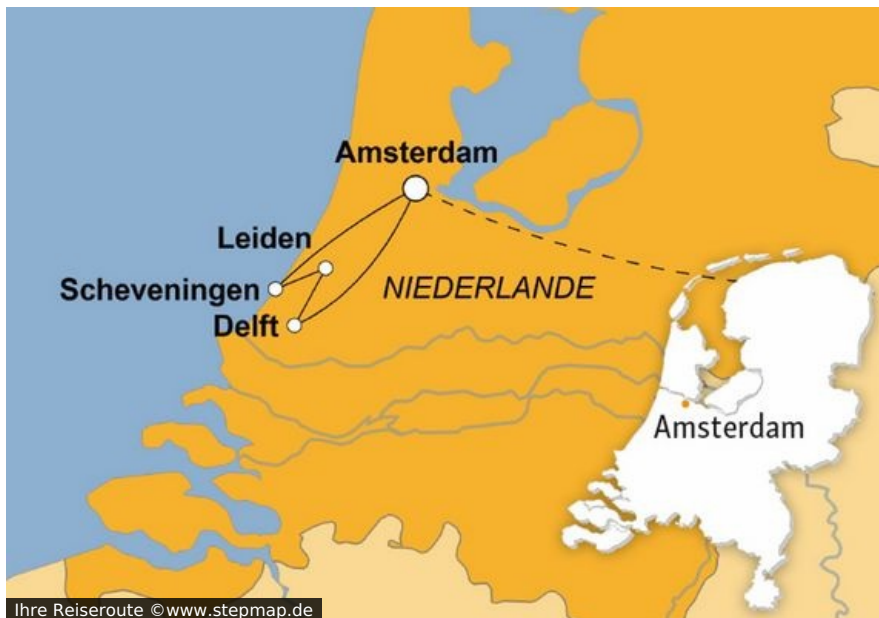 Amsterdam
Leiden
Scheveningen
NIEDERLANDE
Delft
Amsterdam
Ihre Reiseroute ©www.stepmap.de